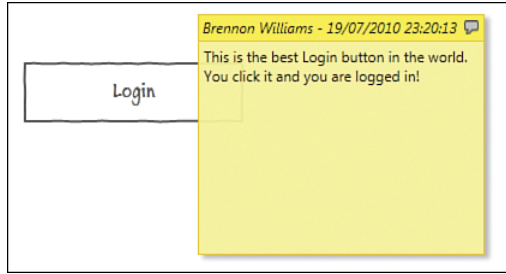 Brennon Williams - 19/07/2010 23:20:13
This is the best Login button in the world.
You click it and you are logged in!
Login